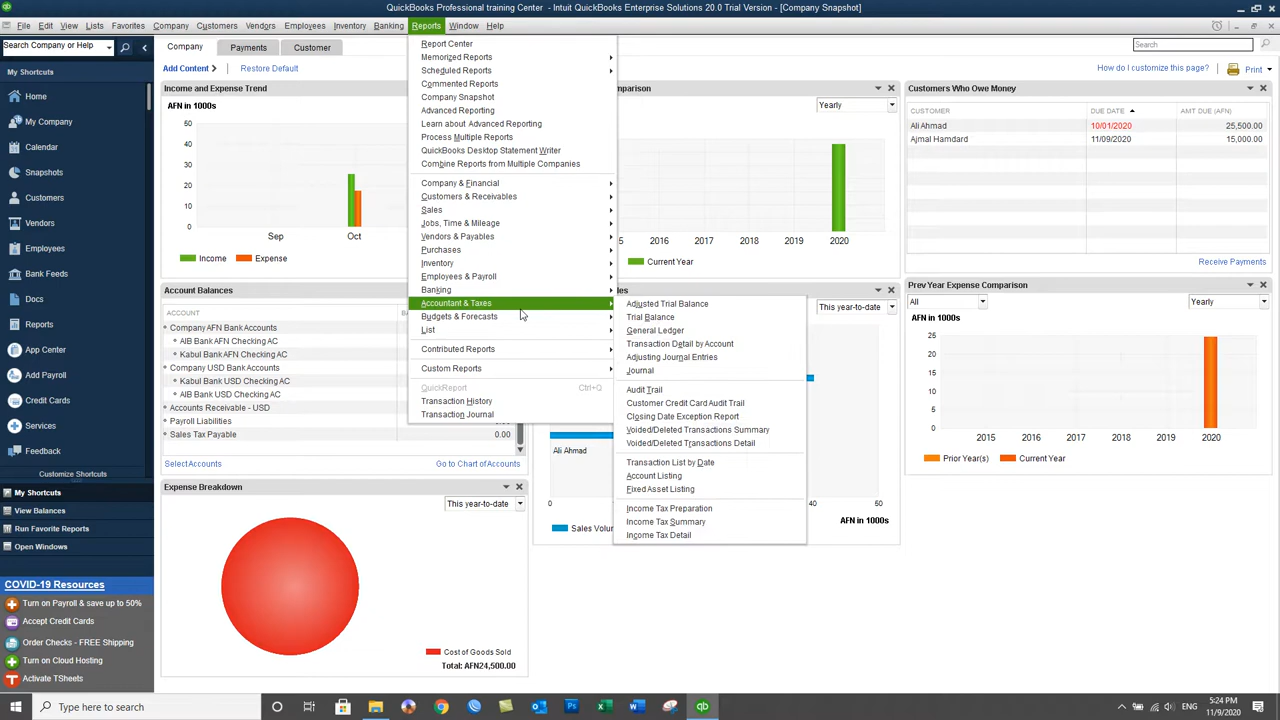 QuickBooks Professional training Center - Intuit QuickBooks Enterprise Solutions 20.0 Trial Version - [Company Snapshot]
File Edit View Lists Favorites Company Customers Vendors Employees Inventory Banking Reports Window Help
Search Company or Help
My Shortcuts
Home
My Company
Calendar
Snapshots
Customers
Vendors
Employees
Bank Feeds
Docs
Reports
App Center
Add Payroll
Credit Cards
Services
Feedback
Customize Shortcuts
My Shortcuts
View Balances
Run Favorite Reports
Open Windows
COVID-19 Resources
Turn on Payroll & save up to 50%
Accept Credit Cards
Order Checks - FREE Shipping
Turn on Cloud Hosting
Activate TSheets
Company Payments Customer
Search
Add Content Restore Default
How do I customize this page? Print
Income and Expense Trend
AFN in 1000s
50
40
30
20
10
0
Sep Oct
Income Expense
Account Balances
ACCOUNT
Company AFN Bank Accounts
AIB Bank AFN Checking AC
Kabul Bank AFN Checking AC
Company USD Bank Accounts
Kabul Bank USD Checking AC
AIB Bank USD Checking AC
Accounts Receivable - USD
Payroll Liabilities
Sales Tax Payable 0.00
Select Accounts Go to Chart of Accounts
Expense Breakdown
This year-to-date
Cost of Goods Sold
Total: AFN24,500.00
Report Center
Memorized Reports
Scheduled Reports
Commented Reports
Company Snapshot
Advanced Reporting
Learn about Advanced Reporting
Process Multiple Reports
QuickBooks Desktop Statement Writer
Combine Reports from Multiple Companies
Company & Financial
Customers & Receivables
Sales
Jobs, Time & Mileage
Vendors & Payables
Purchases
Inventory
Employees & Payroll
Banking
Accountant & Taxes
Budgets & Forecasts
List
Contributed Reports
Custom Reports
QuickReport Ctrl+Q
Transaction History
Transaction Journal
Adjusted Trial Balance
Trial Balance
General Ledger
Transaction Detail by Account
Adjusting Journal Entries
Journal
Audit Trail
Customer Credit Card Audit Trail
Closing Date Exception Report
Voided/Deleted Transactions Summary
Voided/Deleted Transactions Detail
Transaction List by Date
Account Listing
Fixed Asset Listing
Income Tax Preparation
Income Tax Summary
Income Tax Detail
Yearly
2016 2017 2018 2019 2020
Current Year
This year-to-date
Ali Ahmad
0 40 50
AFN in 1000s
Customers Who Owe Money
CUSTOMER DUE DATE AMT DUE (AFN)
Ali Ahmad 10/01/2020 25,500.00
Ajmal Hamdard 11/09/2020 15,000.00
Receive Payments
Prev Year Expense Comparison
All Yearly
AFN in 1000s
25
20
15
10
5
0
2015 2016 2017 2018 2019 2020
Prior Year(s) Current Year
Type here to search
5:24 PM
11/9/2020